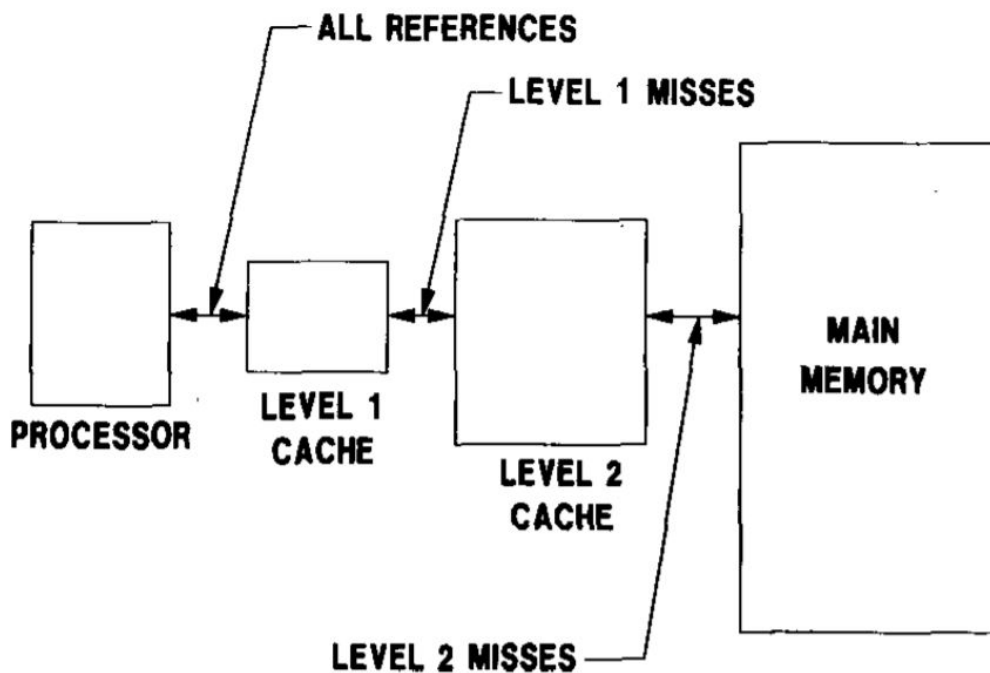 ALL REFERENCES
LEVEL 1 MISSES
PROCESSOR
LEVEL 1
CACHE
LEVEL 2
CACHE
MAIN
MEMORY
LEVEL 2 MISSES